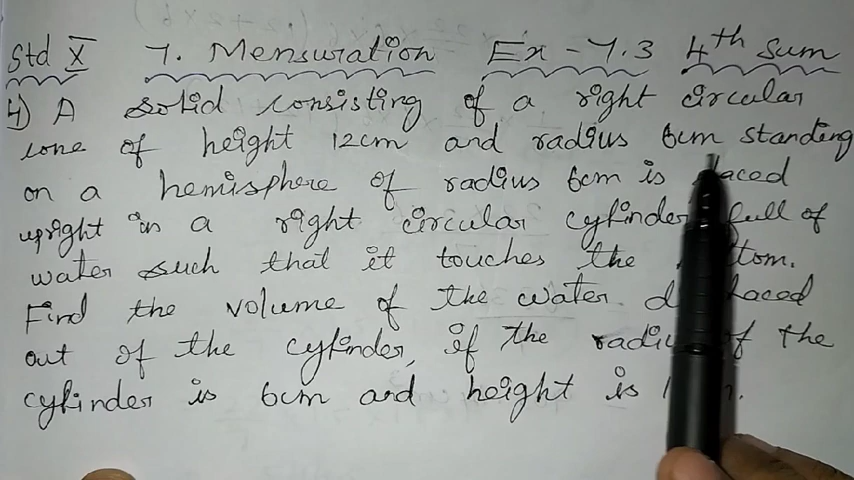 Std X 7. Mensuration Ex - 7.3 4th Sum
4) A solid consisting of a right circular
cone of height 12cm and radius 6cm standing
on a hemisphere of radius 6cm is placed
upright in a right circular cylinder full of
water such that it touches the
Find the volume of the water
out of the cylinder, if the of the
cylinder is 6cm and height is